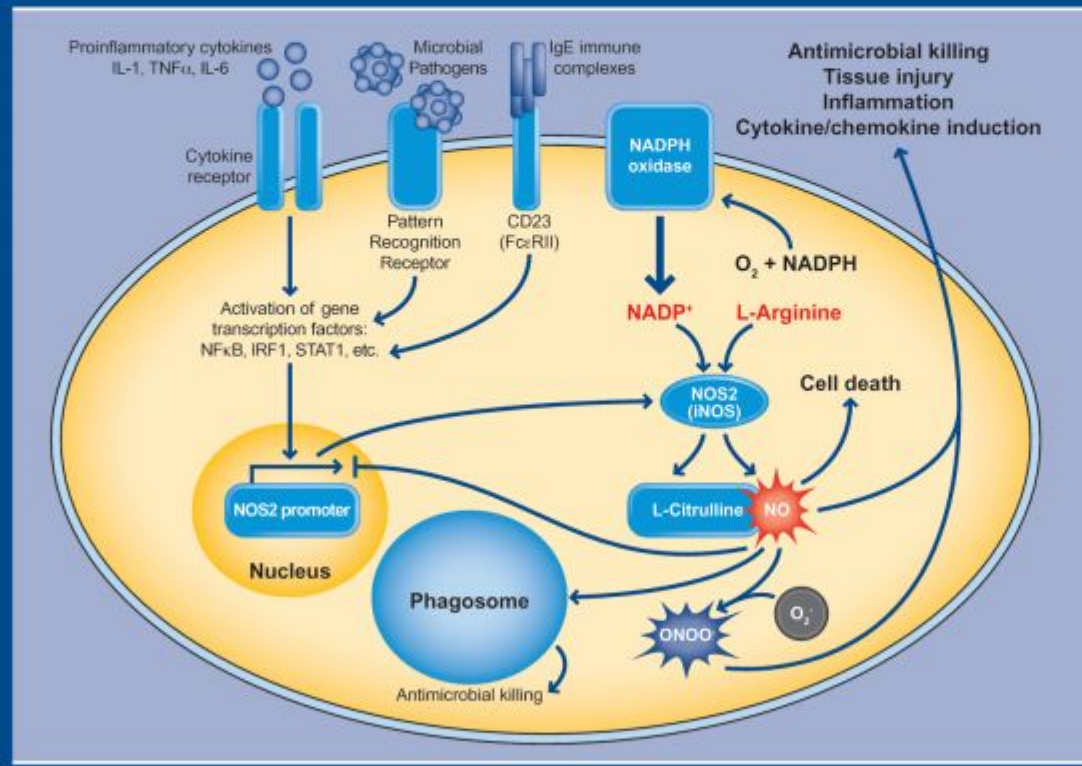 Proinflammatory cytokines
IL-1, TNFα, IL-6
Microbial
Pathogens
IgE immune
complexes
Antimicrobial killing
Tissue injury
Inflammation
Cytokine/chemokine induction
Cytokine
receptor
NADPH
oxidase
Pattern
Recognition
Receptor
CD23
(FcεRII)
O₂ + NADPH
Activation of gene
transcription factors:
NFκB, IRF1, STAT1, etc.
NADP⁺
L-Arginine
NOS2
(iNOS)
Cell death
NOS2 promoter
Nucleus
L-Citrulline
NO
Phagosome
ONOO
O₂⁻
Antimicrobial killing